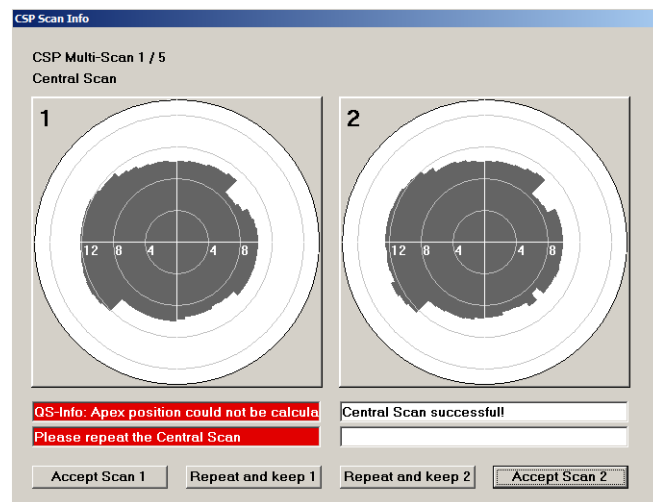 CSP Scan Info
CSP Multi-Scan 1 / 5
Central Scan
1
2
12 8 4 4 8
12 8 4 4 8
QS-Info: Apex position could not be calcula
Central Scan successful!
Please repeat the Central Scan
Accept Scan 1
Repeat and keep 1
Repeat and keep 2
Accept Scan 2